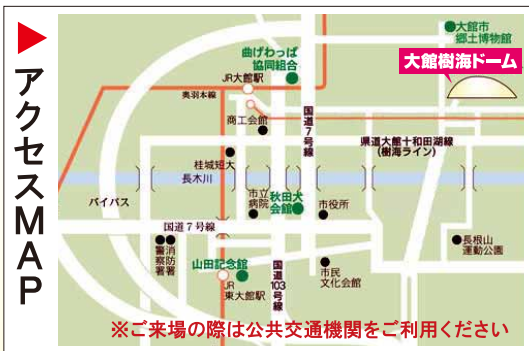 ▶アクセスMAP
大館市
郷土博物館
大館樹海ドーム
曲げわっぱ
協同組合
JR大館駅
奥羽本線
商工会館
国道7号線
県道大館十和田湖線
(樹海ライン)
桂城短大
長木川
バイパス
市立
病院
秋田犬
会館
市役所
国道7号線
警察署
消防署
山田記念館
JR
東大館駅
国道103号線
市民
文化会館
長根山
運動公園
※ご来場の際は公共交通機関をご利用ください